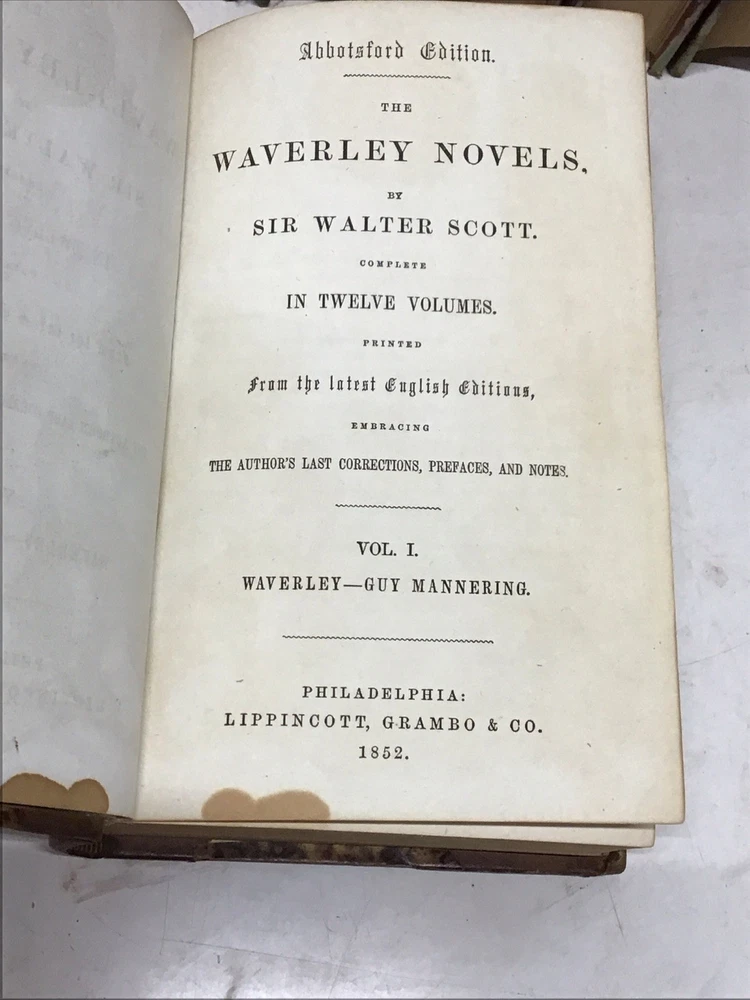 Abbotsford Edition.
THE
WAVERLEY NOVELS,
BY
SIR WALTER SCOTT.
COMPLETE
IN TWELVE VOLUMES.
PRINTED
From the latest English Editions,
EMBRACING
THE AUTHOR'S LAST CORRECTIONS, PREFACES, AND NOTES.
VOL. I.
WAVERLEY—GUY MANNERING.
PHILADELPHIA:
LIPPINCOTT, GRAMBO & CO.
1852.